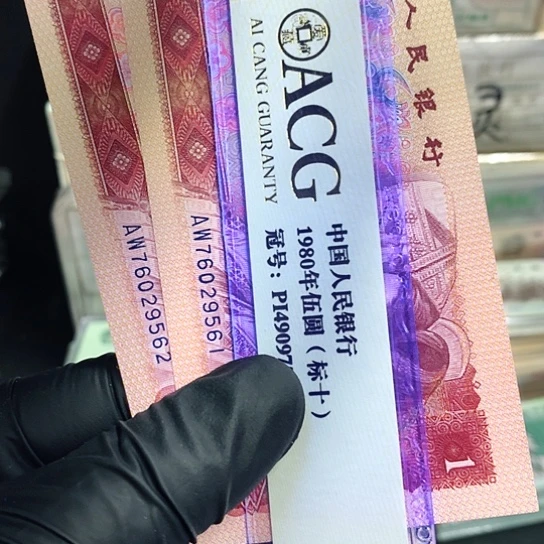 人民银行
ACG
AI CANG GUARANTY
中国人民银行
1980年伍圆（标十）
冠号：PI49097
AW76029561
AW76029562
1